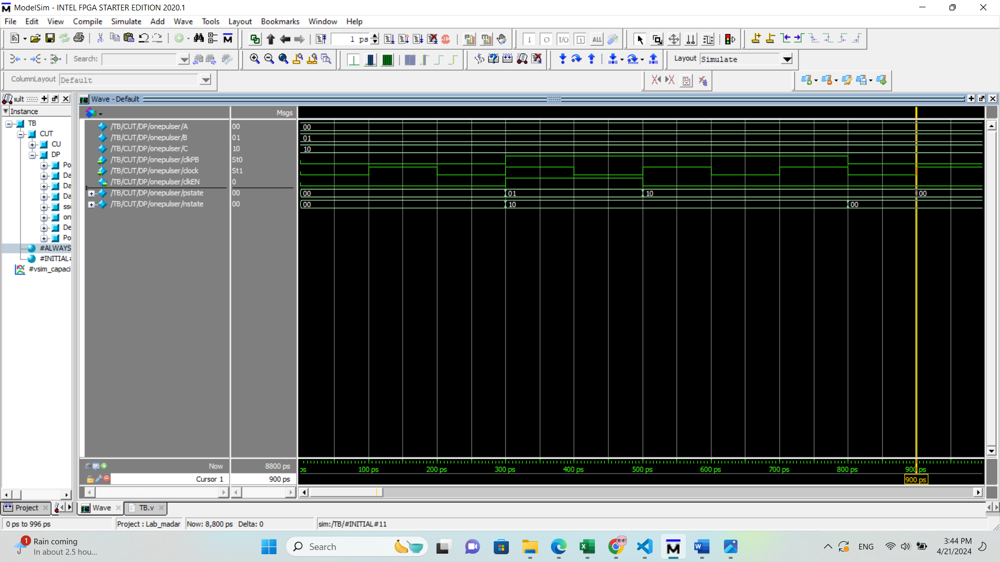 ModelSim - INTEL FPGA STARTER EDITION 2020.1
File Edit View Compile Simulate Add Wave Tools Layout Bookmarks Window Help
1 ps
ALL
Search:
Layout Simulate
ColumnLayout Default
ault
Wave - Default
Instance
Msgs
TB
CUT
CU
DP
Po
Da
Da
Da
ss
on
De
Po
#ALWAYS
#INITIAL#
#vsim_capaci
/TB/CUT/DP/onepulser/A 00 00
/TB/CUT/DP/onepulser/B 01 01
/TB/CUT/DP/onepulser/C 10 10
/TB/CUT/DP/onepulser/clkPB St0
/TB/CUT/DP/onepulser/clock St1
/TB/CUT/DP/onepulser/clkEN 0
/TB/CUT/DP/onepulser/pstate 00 00 01 10 00
/TB/CUT/DP/onepulser/nstate 00 00 10 00
Now 8800 ps
ps 100 ps 200 ps 300 ps 400 ps 500 ps 600 ps 700 ps 800 ps 900 ps
Cursor 1 900 ps 900 ps
Project Wave TB.v
0 ps to 996 ps Project : Lab_madar Now: 8,800 ps Delta: 0 sim:/TB/#INITIAL#11
1 Rain coming
In about 2.5 hou...
Search
ENG
3:44 PM
4/21/2024